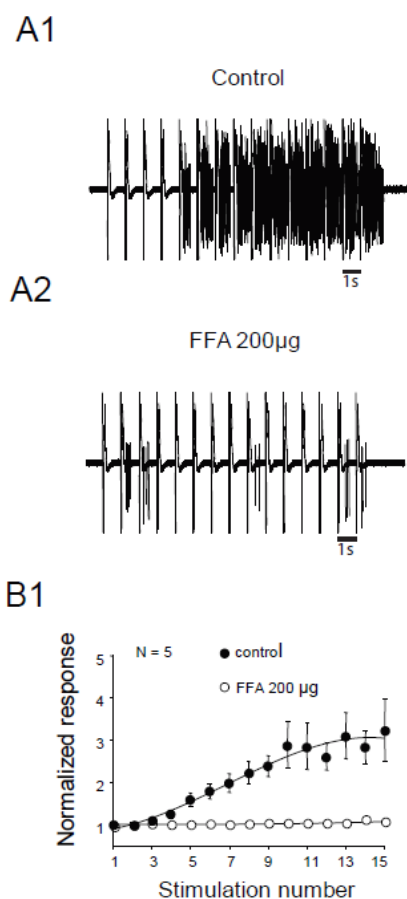 A1
Control
1s
A2
FFA 200µg
1s
B1
N = 5
control
FFA 200 µg
Normalized response
5
4
3
2
1
1 3 5 7 9 11 13 15
Stimulation number